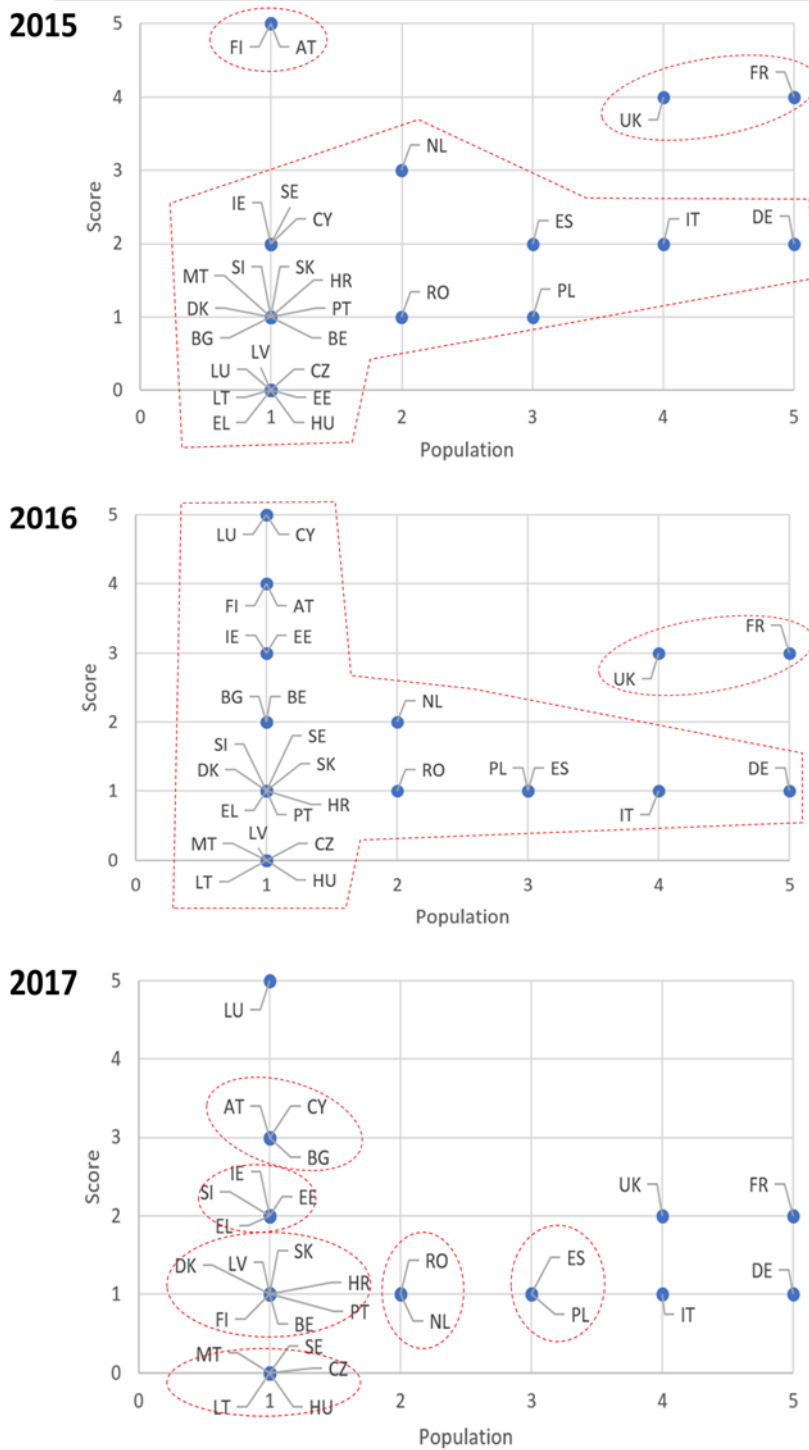 2015
5
FI AT
FR
4
UK
NL
3
Score
IE SE CY
2
ES IT DE
MT SI SK HR
DK PT
1
BG BE
RO PL
LV
LU CZ
0
LT EE
EL HU
0 1 2 3 4 5
Population
2016
5
LU CY
4
FI AT
IE EE
FR
3
UK
Score
BG BE
NL
2
SI SE
DK SK
RO PL ES DE
1
EL PT HR
IT
LV
MT CZ
0
LT HU
0 1 2 3 4 5
Population
2017
5
LU
4
AT CY
3
BG
Score
IE
SI EE
UK FR
2
EL
DK LV SK
HR
RO ES DE
1
FI BE PT
NL PL IT
MT SE
CZ
0
LT HU
0 1 2 3 4 5
Population